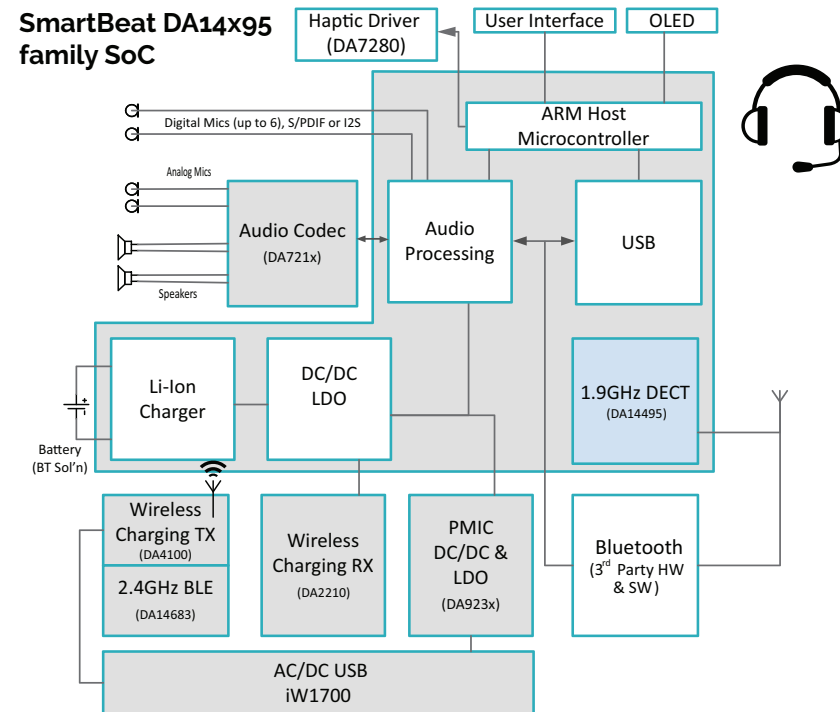 SmartBeat DA14x95
family SoC
Haptic Driver
(DA7280)
User Interface
OLED
Digital Mics (up to 6), S/PDIF or I2S
ARM Host
Microcontroller
Analog Mics
Audio Codec
(DA721x)
Audio
Processing
USB
Speakers
Li-Ion
Charger
DC/DC
LDO
1.9GHz DECT
(DA14495)
Battery
(BT Sol'n)
Wireless
Charging TX
(DA4100)
2.4GHz BLE
(DA14683)
Wireless
Charging RX
(DA2210)
PMIC
DC/DC &
LDO
(DA923x)
Bluetooth
(3rd Party HW
& SW)
AC/DC USB
iW1700